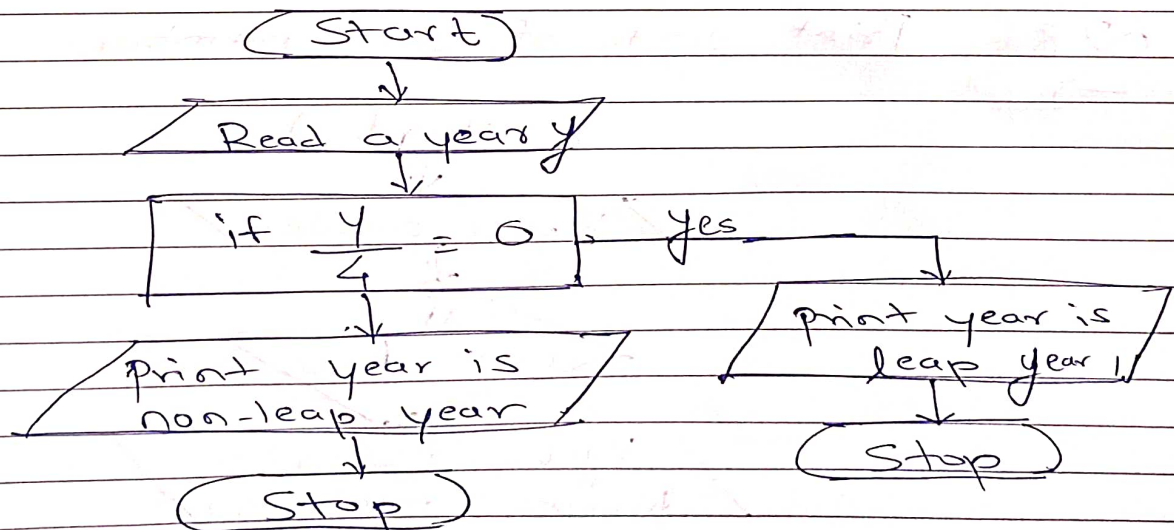 Start
Read a year y
if y/4 = 0 yes
print year is
leap year
Print year is
non-leap year
Stop
Stop